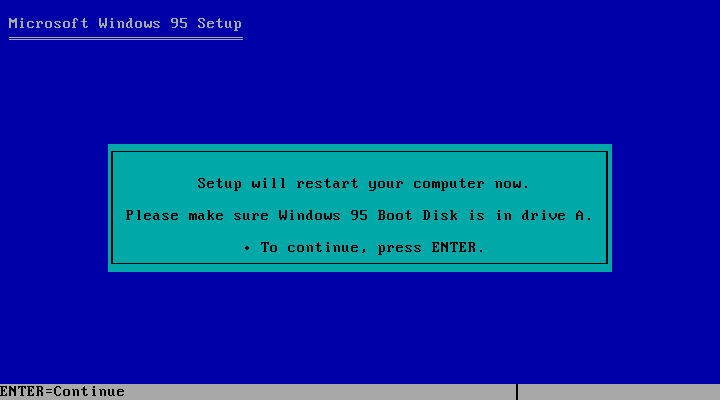 Microsoft Windows 95 Setup
Setup will restart your computer now.
Please make sure Windows 95 Boot Disk is in drive A.
• To continue, press ENTER.
ENTER=Continue